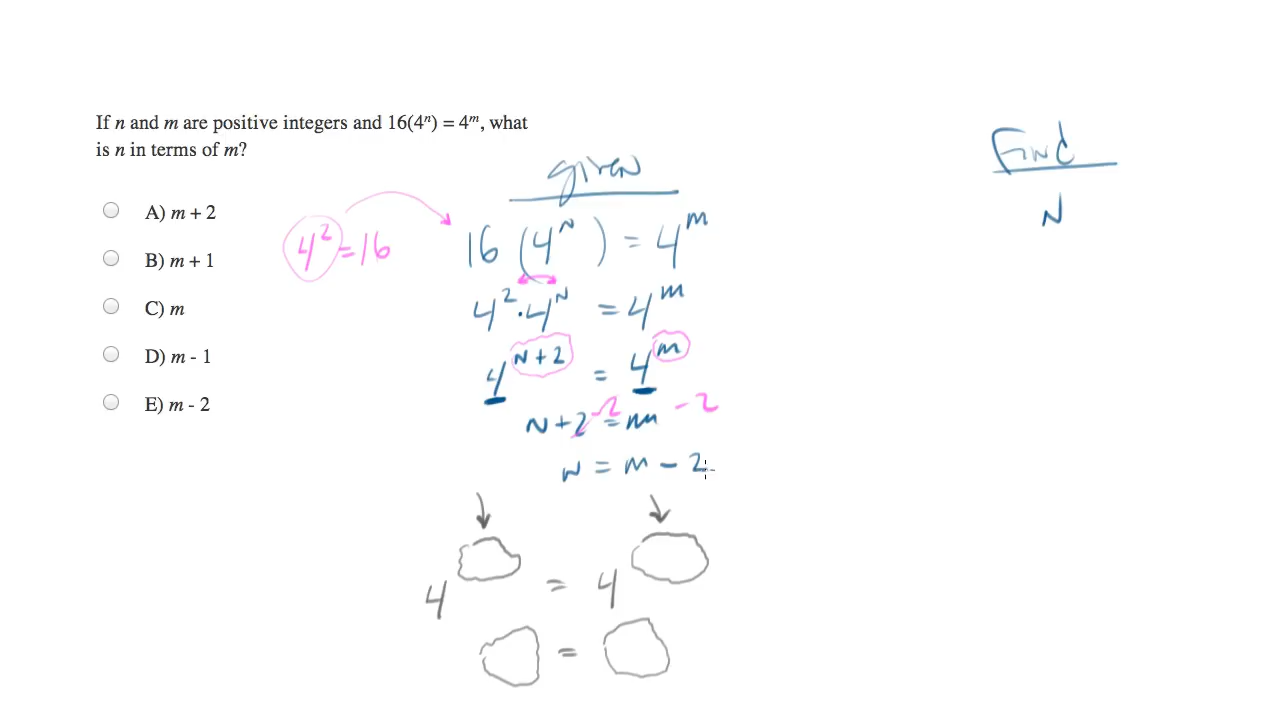 If n and m are positive integers and 16(4ⁿ) = 4ᵐ, what
is n in terms of m?
A) m + 2
B) m + 1
C) m
D) m - 1
E) m - 2
given
4² = 16
16 (4ᴺ) = 4ᵐ
4² · 4ᴺ = 4ᵐ
4ᴺ⁺² = 4ᵐ
-2 -2
N + 2 = m
N = m - 2
4 = 4
=
Find
N